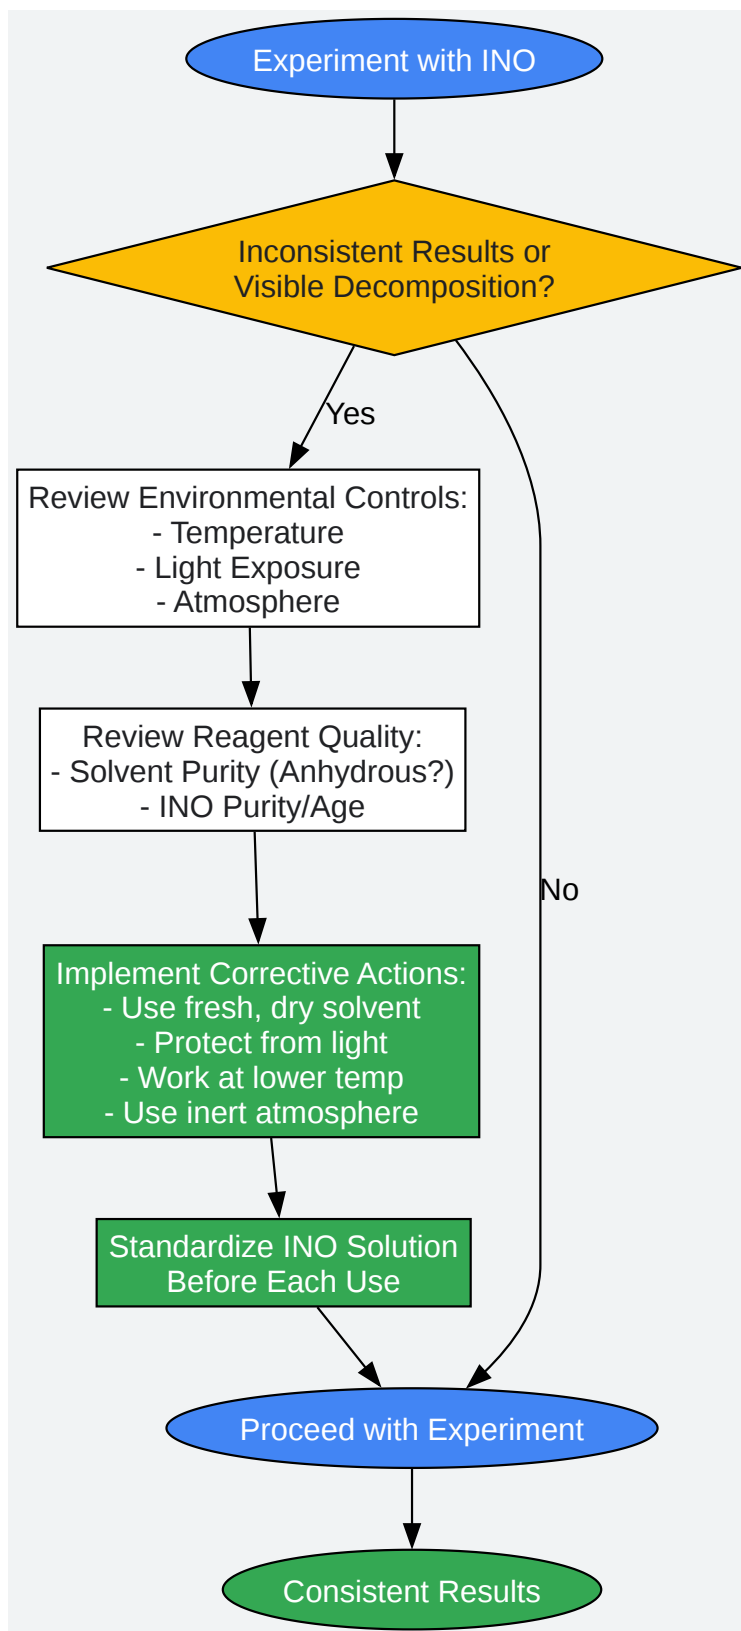 Experiment with INO
Inconsistent Results or
Visible Decomposition?
Yes
Review Environmental Controls:
- Temperature
- Light Exposure
- Atmosphere
Review Reagent Quality:
- Solvent Purity (Anhydrous?)
- INO Purity/Age
No
Implement Corrective Actions:
- Use fresh, dry solvent
- Protect from light
- Work at lower temp
- Use inert atmosphere
Standardize INO Solution
Before Each Use
Proceed with Experiment
Consistent Results